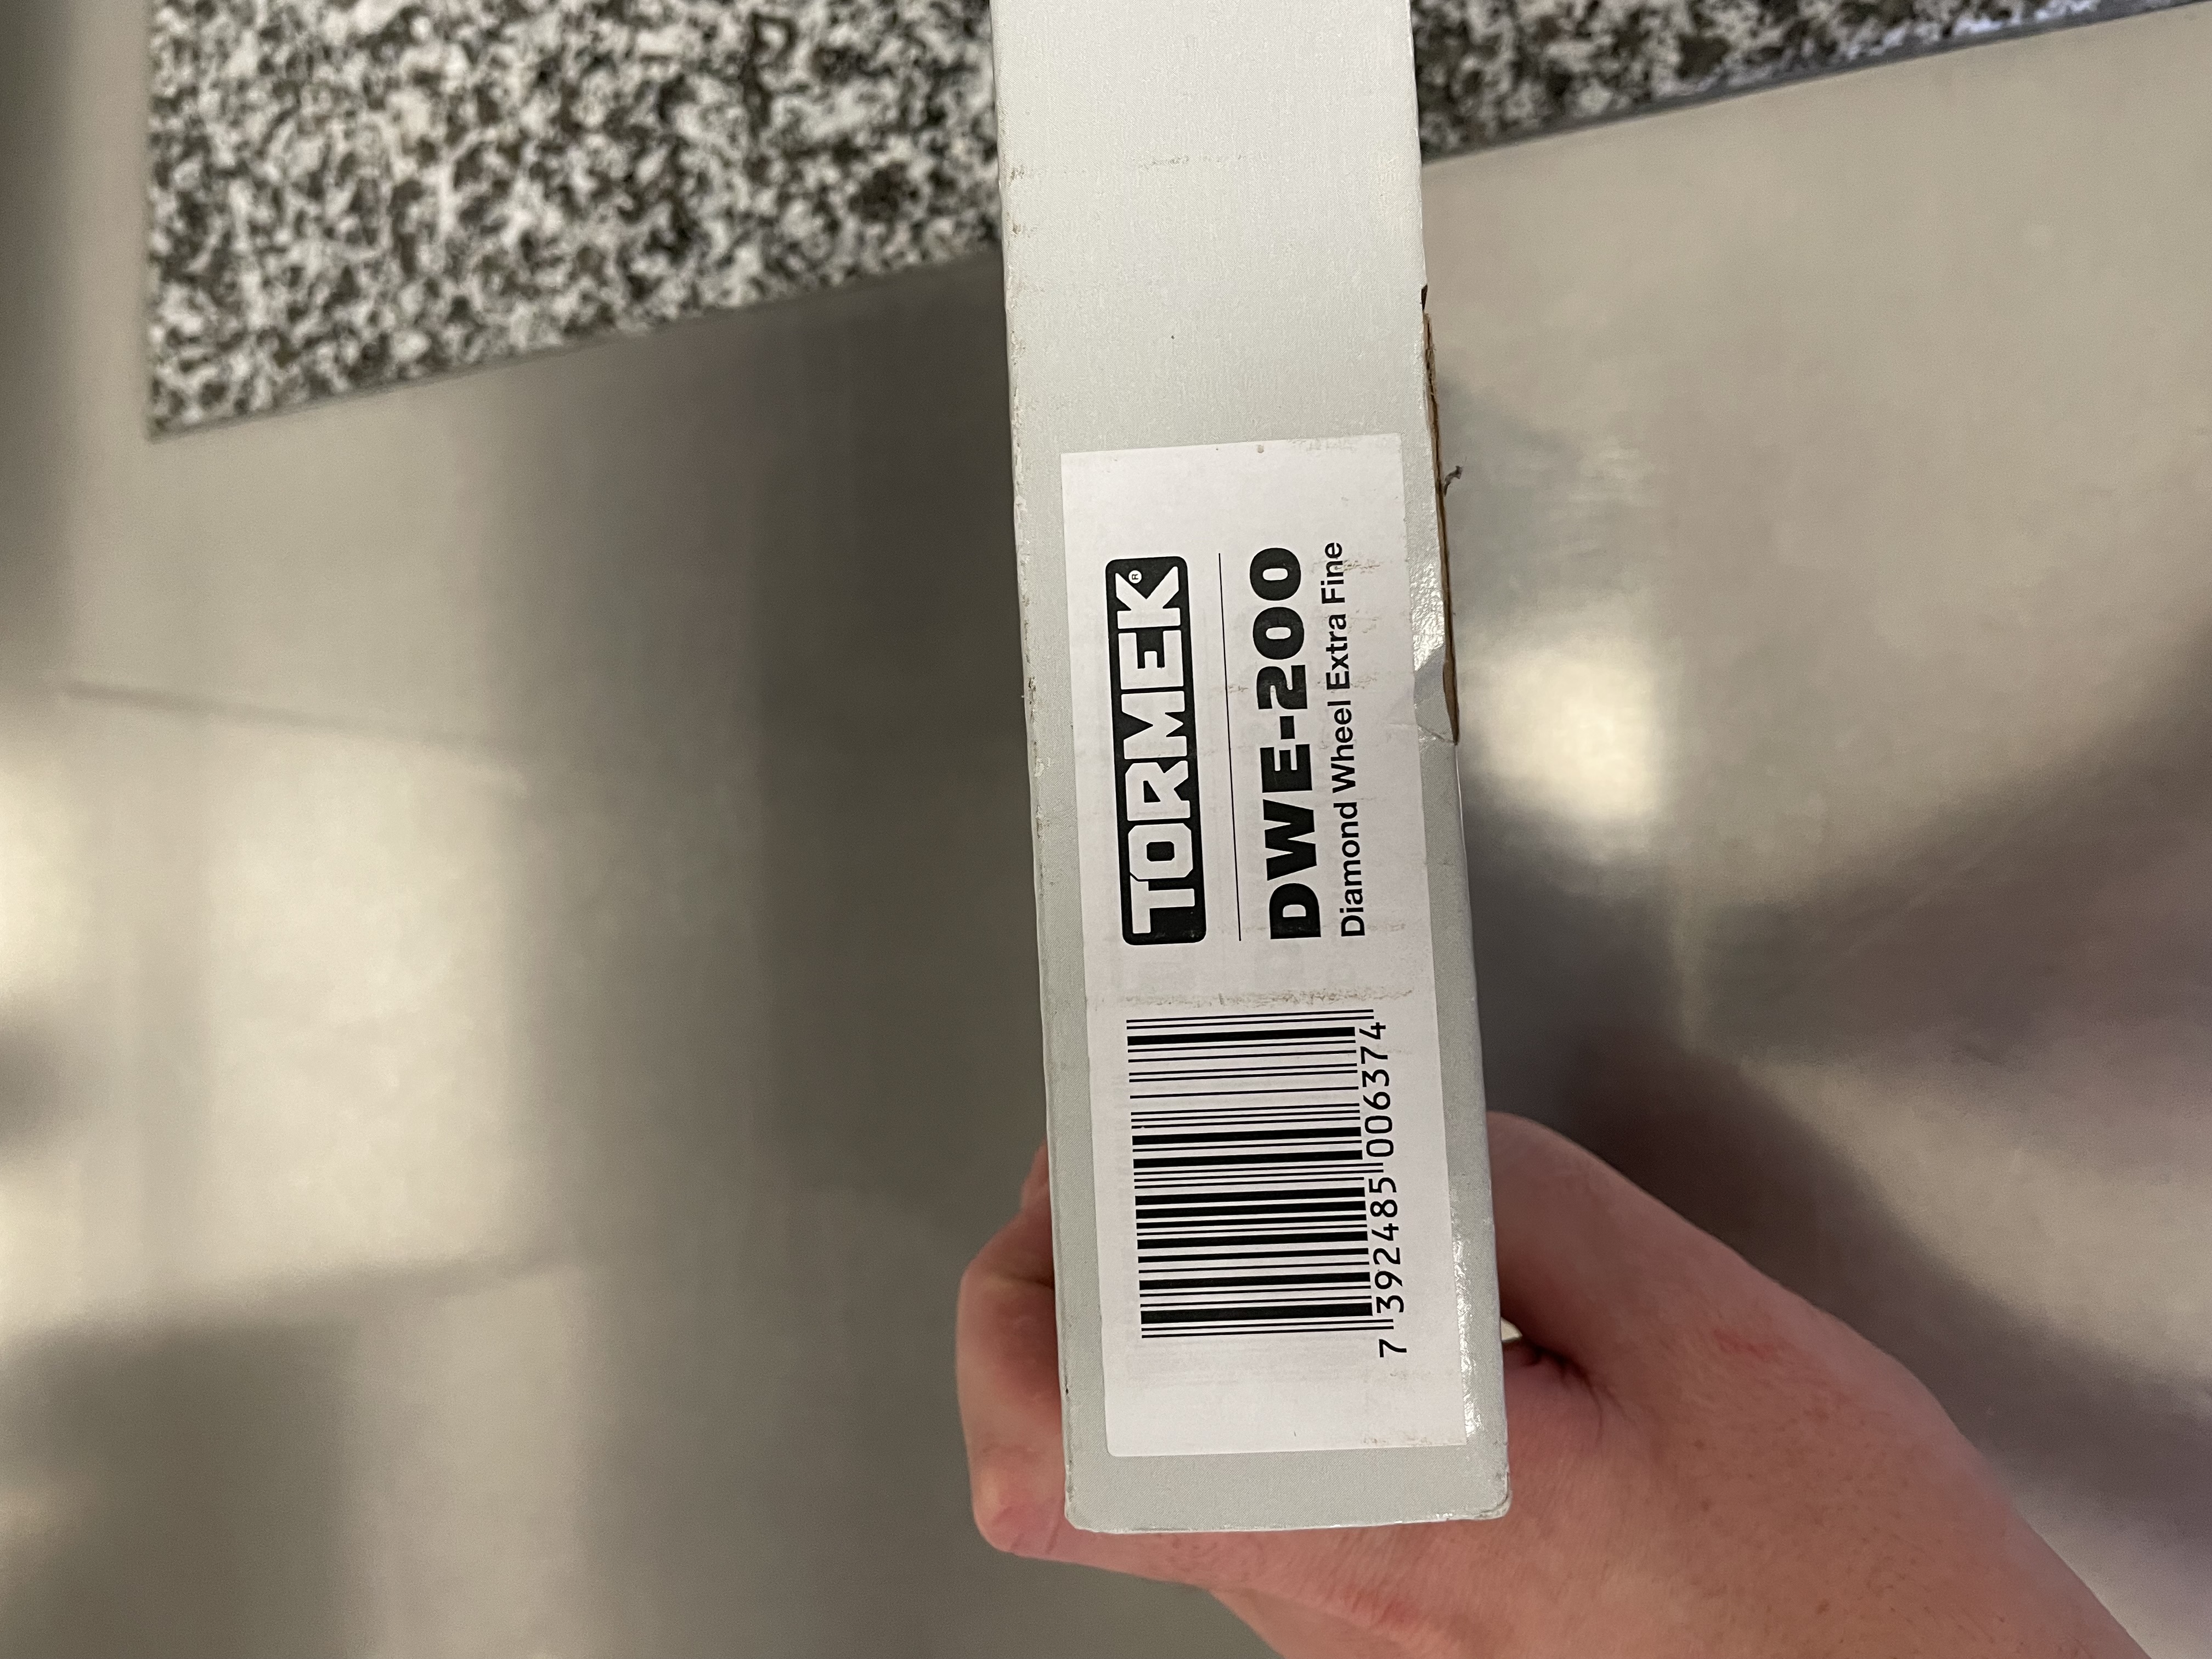 TORMEK®
DWE-200
Diamond Wheel Extra Fine
7 392485 006374